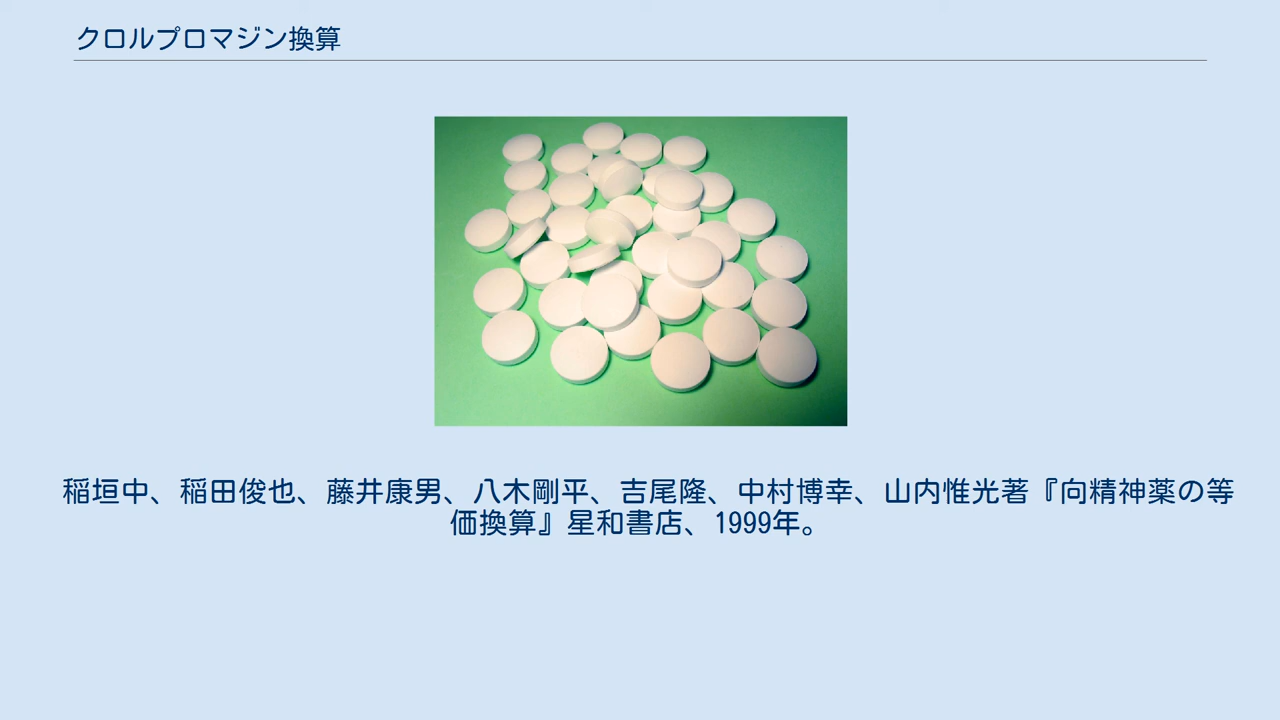 クロルプロマジン換算
稲垣中、稲田俊也、藤井康男、八木剛平、吉尾隆、中村博幸、山内惟光著『向精神薬の等
価換算』星和書店、1999年。